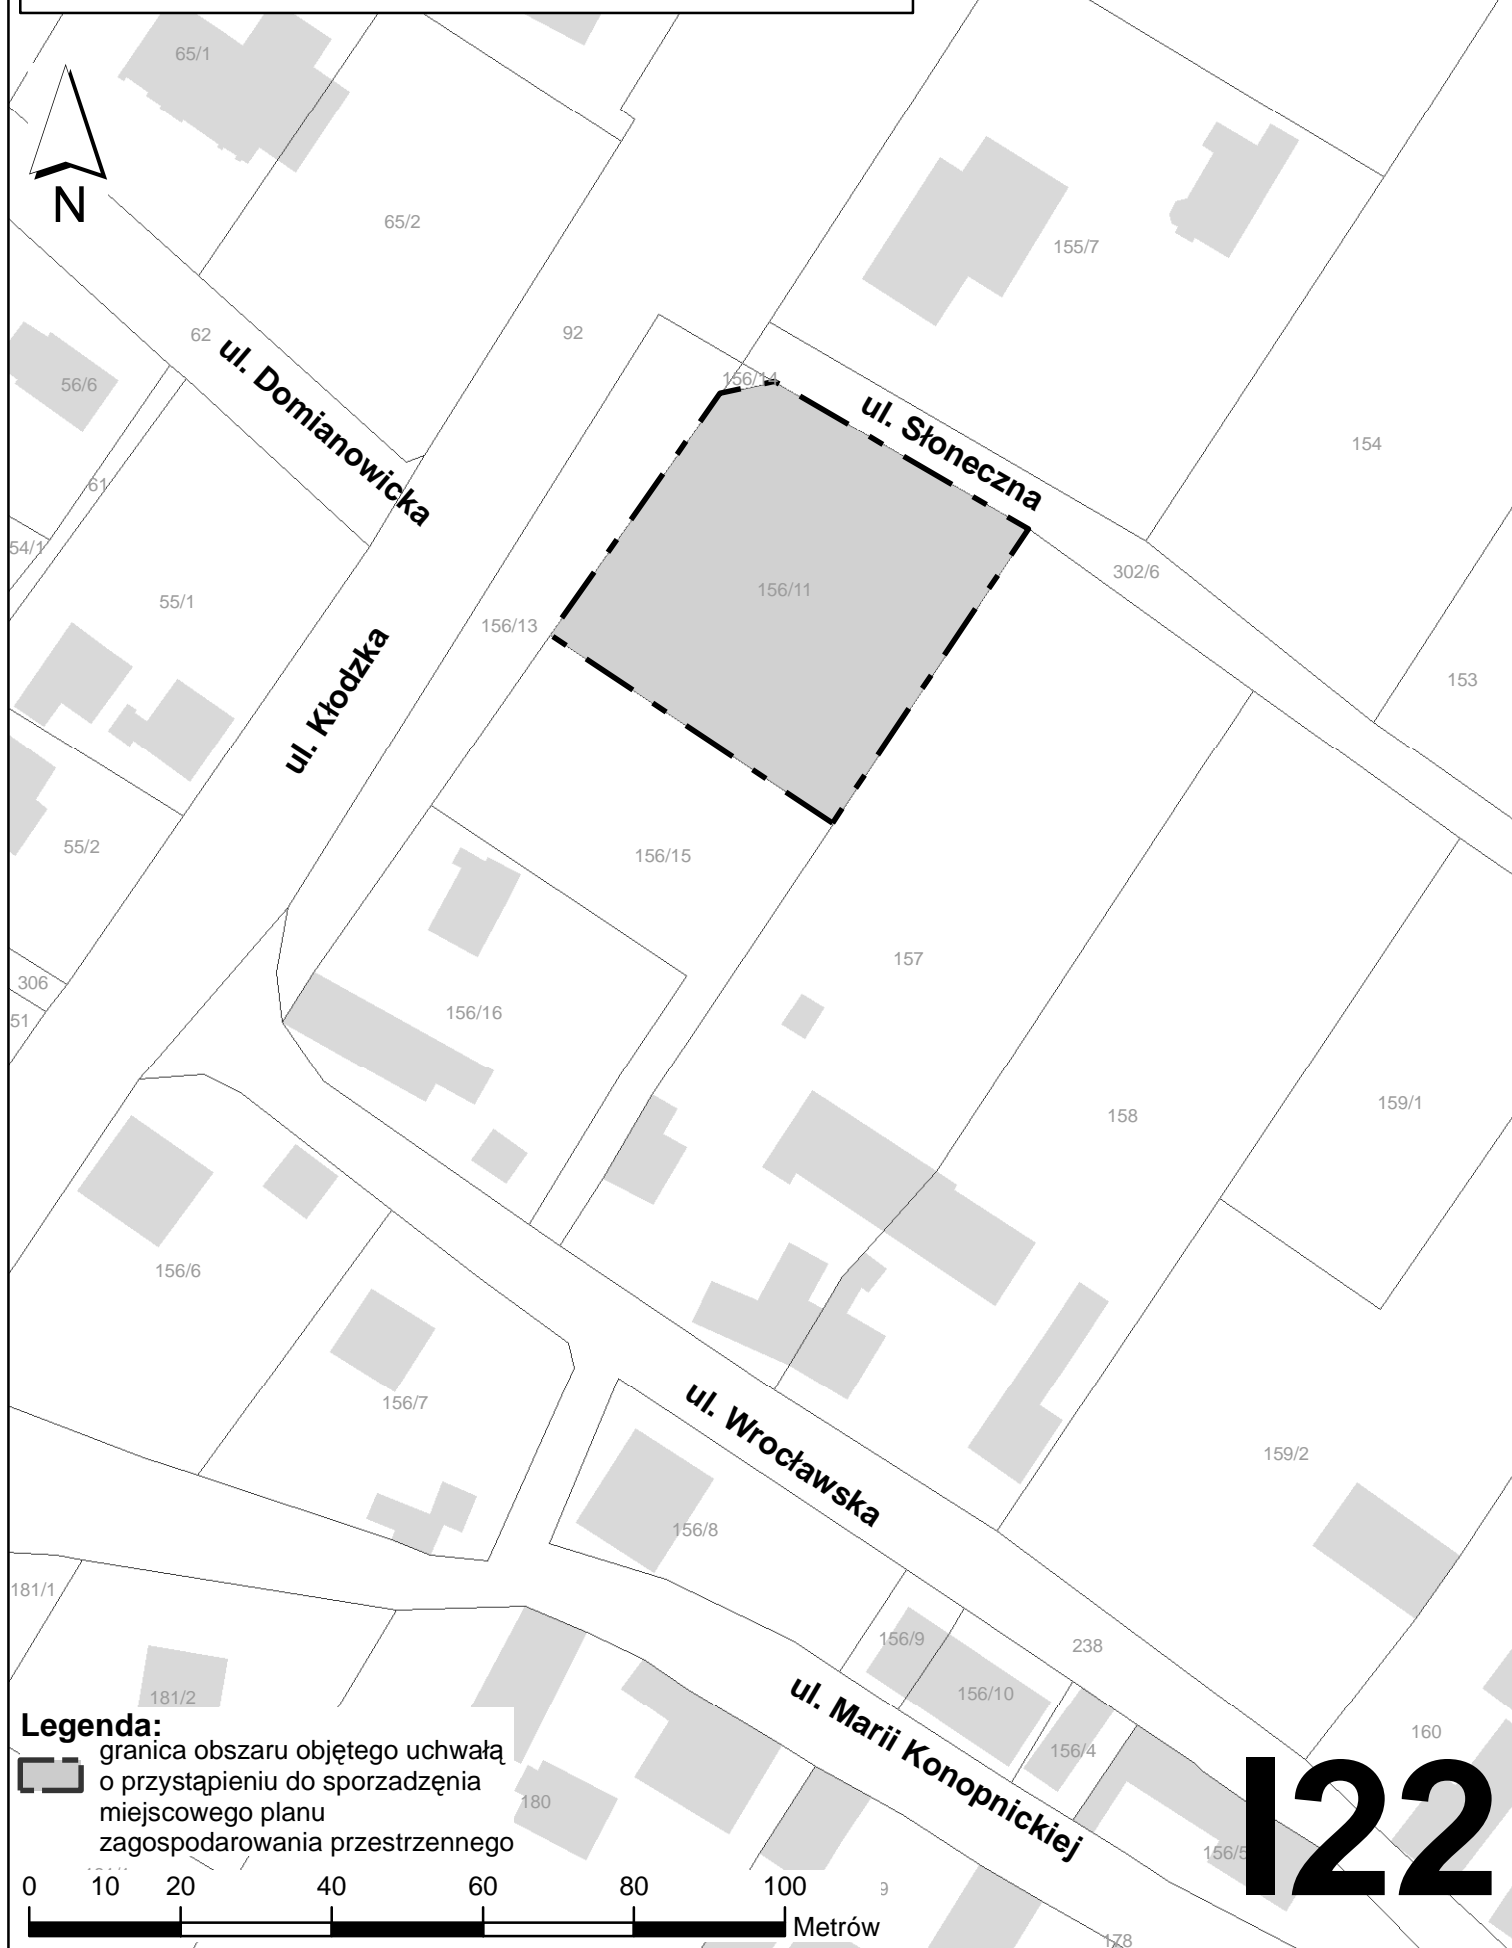 65/1
N
65/2
155/7
62
92
ul. Domianowicka
56/6
156/14
ul. Słoneczna
154
61
54/1
156/11
302/6
55/1
156/13
ul. Kłodzka
153
55/2
156/15
157
306
51
156/16
158
159/1
156/6
156/7
ul. Wrocławska
159/2
156/8
181/1
156/9
238
181/2
156/10
ul. Marii Konopnickiej
160
156/4
Legenda:
granica obszaru objętego uchwałą
o przystąpieniu do sporzadzęnia
miejscowego planu
zagospodarowania przestrzennego
180
156/5
I22
0 10 20 40 60 80 100
Metrów
9
178